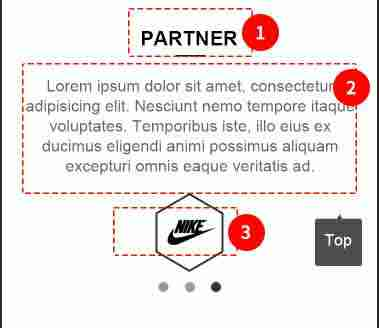 PARTNER
1
2
Lorem ipsum dolor sit amet, consectetur
adipisicing elit. Nesciunt nemo tempore itaque
voluptates. Temporibus iste, illo eius ex
ducimus eligendi animi possimus aliquam
excepturi omnis eaque veritatis ad.
NIKE
3
Top